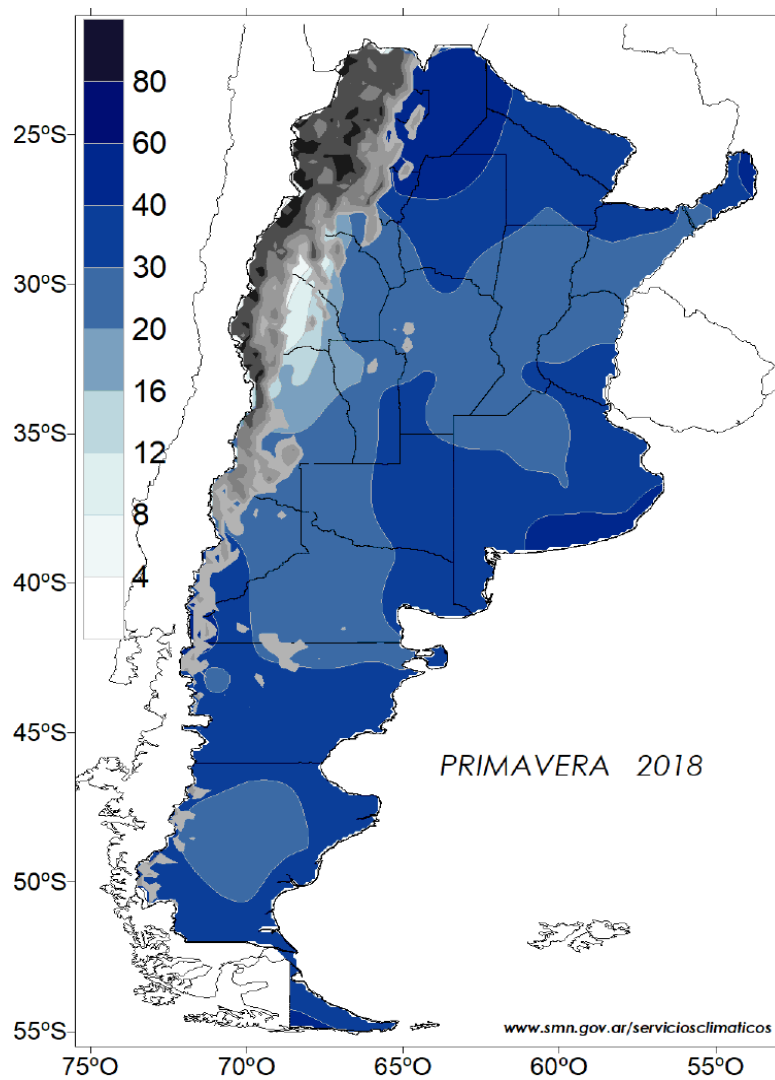 80
60
40
30
20
16
12
8
4
25ºS
30ºS
35ºS
40ºS
45ºS
50ºS
55ºS
PRIMAVERA 2018
www.smn.gov.ar/serviciosclimaticos
75ºO 70ºO 65ºO 60ºO 55ºO